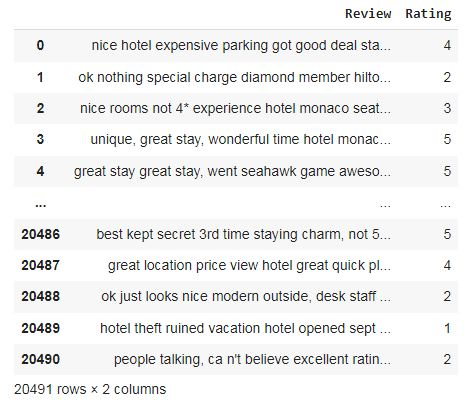 Review Rating
0 nice hotel expensive parking got good deal sta... 4
1 ok nothing special charge diamond member hilto... 2
2 nice rooms not 4* experience hotel monaco seat... 3
3 unique, great stay, wonderful time hotel monac... 5
4 great stay great stay, went seahawk game aweso... 5
... ... ...
20486 best kept secret 3rd time staying charm, not 5... 5
20487 great location price view hotel great quick pl... 4
20488 ok just looks nice modern outside, desk staff ... 2
20489 hotel theft ruined vacation hotel opened sept ... 1
20490 people talking, ca n't believe excellent ratin... 2
20491 rows × 2 columns